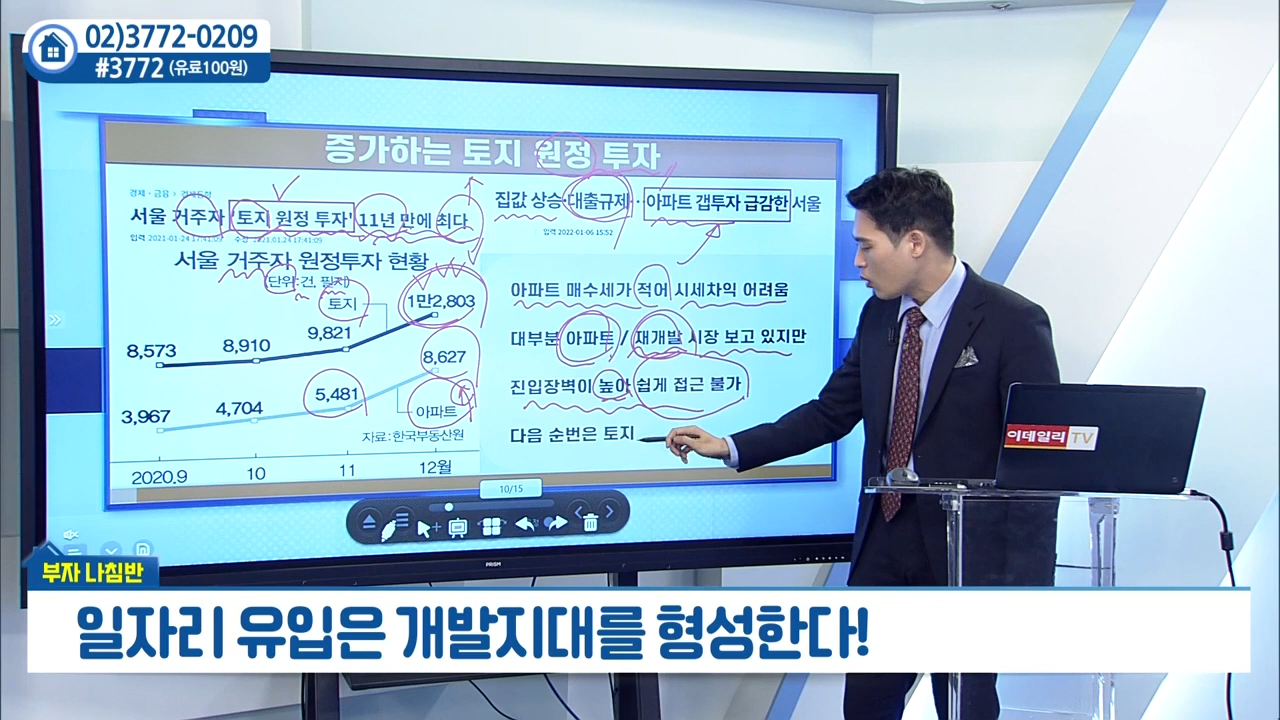 02)3772-0209
#3772 (유료100원)
증가하는 토지 원정 투자
경제·금융 >
서울 거주자 '토지 원정 투자' 11년 만에 최다
입력 2021-01-24 17:41:09 수정 2021.01.24 17:41:09
서울 거주자 원정투자 현황
(단위:건, 필지)
토지
1만2,803
9,821
8,910
8,573
8,627
5,481
4,704
3,967
아파트
자료:한국부동산원
2020.9 10 11 12월
집값 상승·대출규제…아파트 갭투자 급감한 서울
입력 2022-01-06 15:52
아파트 매수세가 적어 시세차익 어려움
대부분 아파트 / 재개발 시장 보고 있지만
진입장벽이 높아 쉽게 접근 불가
다음 순번은 토지
10/15
PRISM
이데일리 TV
부자 나침반
일자리 유입은 개발지대를 형성한다!